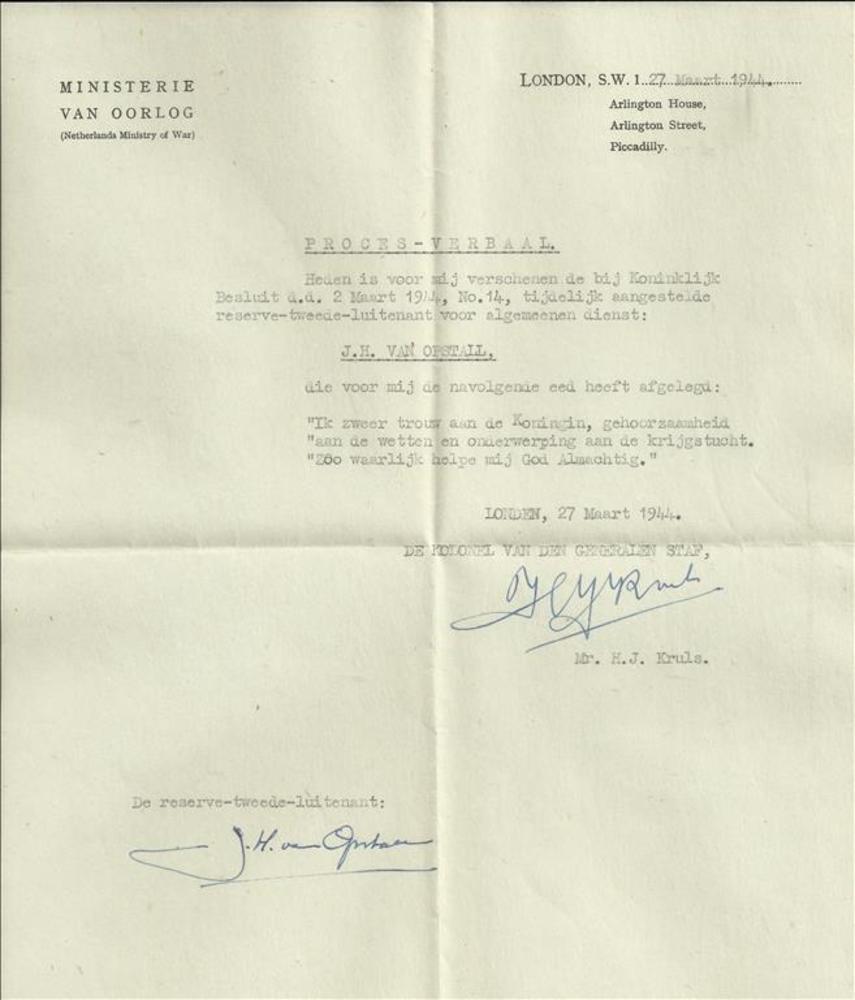 MINISTERIE
VAN OORLOG
(Netherlands Ministry of War)
LONDON, S.W. 1. 27 Maart 1944.
Arlington House,
Arlington Street,
Piccadilly.
PROCES-VERBAAL.
Heden is voor mij verschenen de bij Koninklijk
Besluit d.d. 2 Maart 1944, No.14, tijdelijk aangestelde
reserve-tweede-luitenant voor algemeenen dienst:
J.H. VAN OPSTALL,
die voor mij de navolgende eed heeft afgelegd:
"Ik zweer trouw aan de Koningin, gehoorzaamheid
"aan de wetten en onderwerping aan de krijgstucht.
"Zóo waarlijk helpe mij God Almachtig."
LONDEN, 27 Maart 1944.
DE KOLONEL VAN DEN GENERALEN STAF,
HJKruls
Mr. H.J. Kruls.
De reserve-tweede-luitenant:
J.H. van Opstall